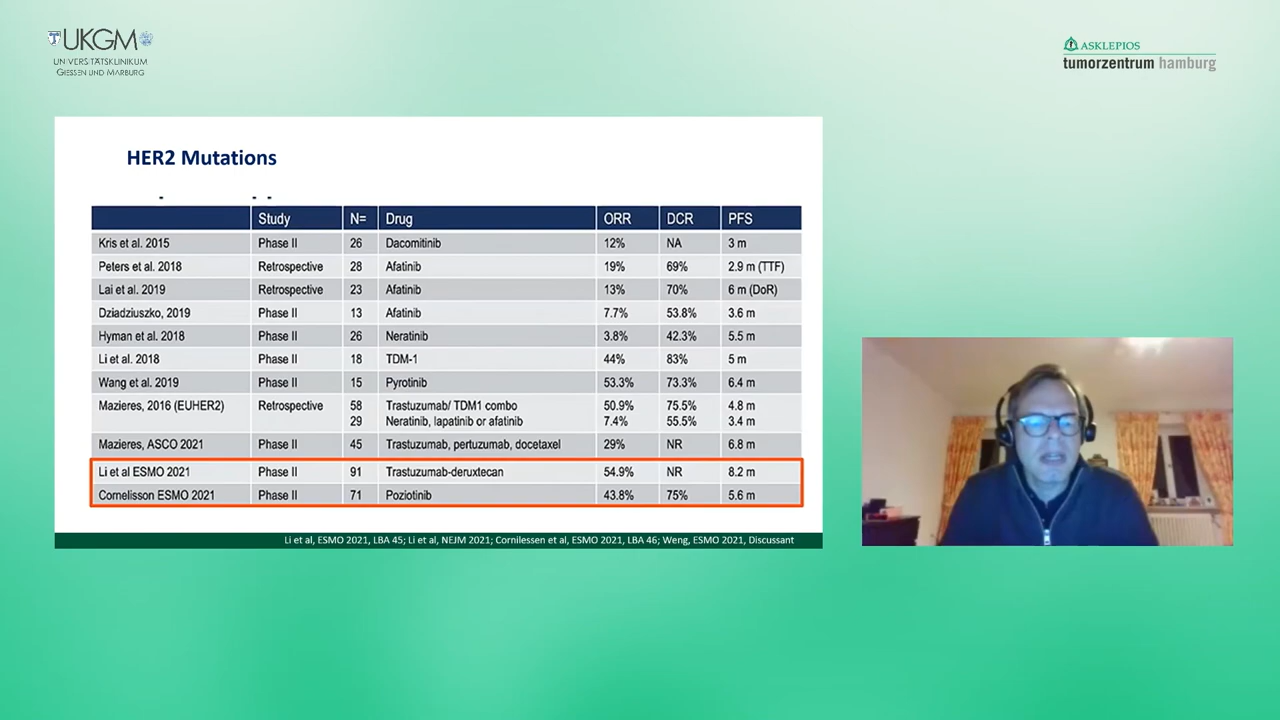 UKGM
UNIVERSITÄTSKLINIKUM
GIESSEN UND MARBURG
ASKLEPIOS
tumorzentrum hamburg
HER2 Mutations
Study N= Drug ORR DCR PFS
Kris et al. 2015 Phase II 26 Dacomitinib 12% NA 3 m
Peters et al. 2018 Retrospective 28 Afatinib 19% 69% 2.9 m (TTF)
Lai et al. 2019 Retrospective 23 Afatinib 13% 70% 6 m (DoR)
Dziadziuszko, 2019 Phase II 13 Afatinib 7.7% 53.8% 3.6 m
Hyman et al. 2018 Phase II 26 Neratinib 3.8% 42.3% 5.5 m
Li et al. 2018 Phase II 18 TDM-1 44% 83% 5 m
Wang et al. 2019 Phase II 15 Pyrotinib 53.3% 73.3% 6.4 m
Mazieres, 2016 (EUHER2) Retrospective 58 Trastuzumab/ TDM1 combo 50.9% 75.5% 4.8 m
29 Neratinib, lapatinib or afatinib 7.4% 55.5% 3.4 m
Mazieres, ASCO 2021 Phase II 45 Trastuzumab, pertuzumab, docetaxel 29% NR 6.8 m
Li et al ESMO 2021 Phase II 91 Trastuzumab-deruxtecan 54.9% NR 8.2 m
Cornelisson ESMO 2021 Phase II 71 Poziotinib 43.8% 75% 5.6 m
Li et al, ESMO 2021, LBA 45; Li et al, NEJM 2021; Cornilessen et al, ESMO 2021, LBA 46; Weng, ESMO 2021, Discussant